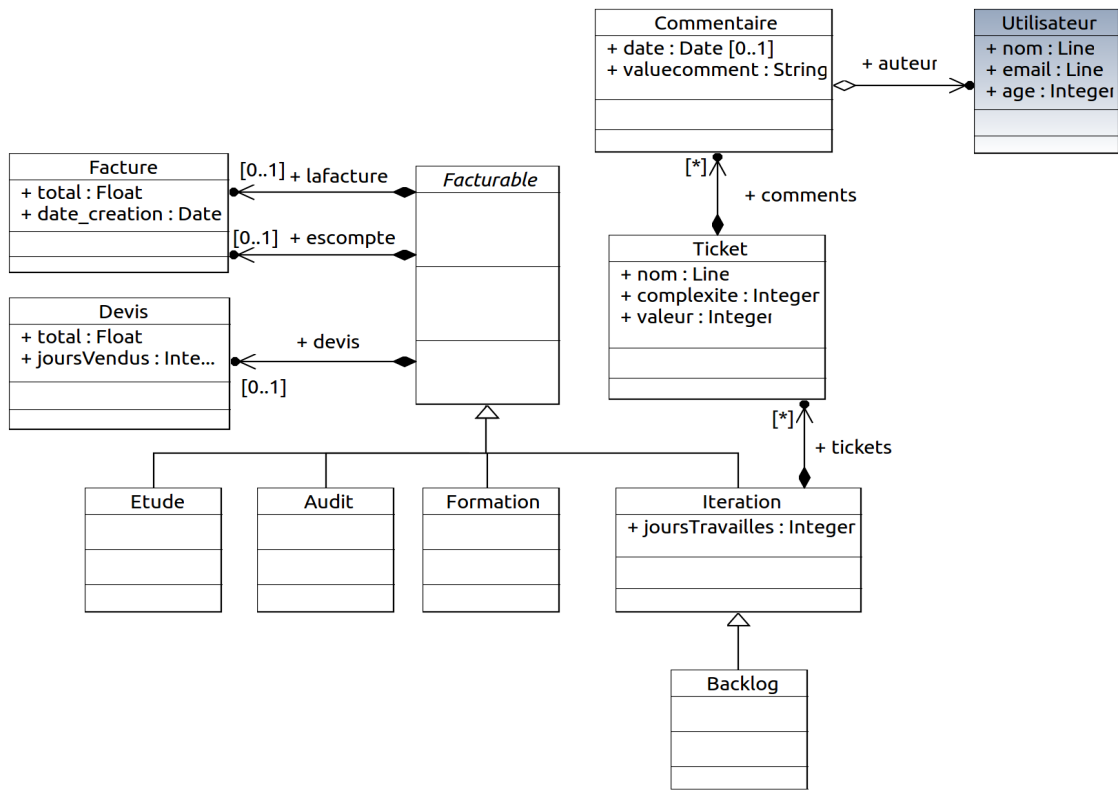 Commentaire
+ date : Date [0..1]
+ valuecomment : String
+ auteur
Utilisateur
+ nom : Line
+ email : Line
+ age : Integer
[*]
+ comments
Facture
+ total : Float
+ date_creation : Date
[0..1]
+ lafacture
[0..1]
+ escompte
Facturable
Devis
+ total : Float
+ joursVendus : Inte...
+ devis
[0..1]
Ticket
+ nom : Line
+ complexite : Integer
+ valeur : Integer
[*]
+ tickets
Etude
Audit
Formation
Iteration
+ joursTravailles : Integer
Backlog